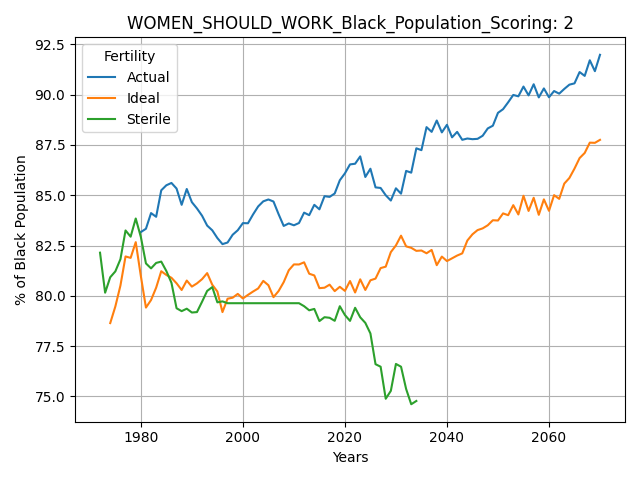 WOMEN_SHOULD_WORK_Black_Population_Scoring: 2
Fertility
Actual
Ideal
Sterile
% of Black Population
92.5
90.0
87.5
85.0
82.5
80.0
77.5
75.0
1980 2000 2020 2040 2060
Years